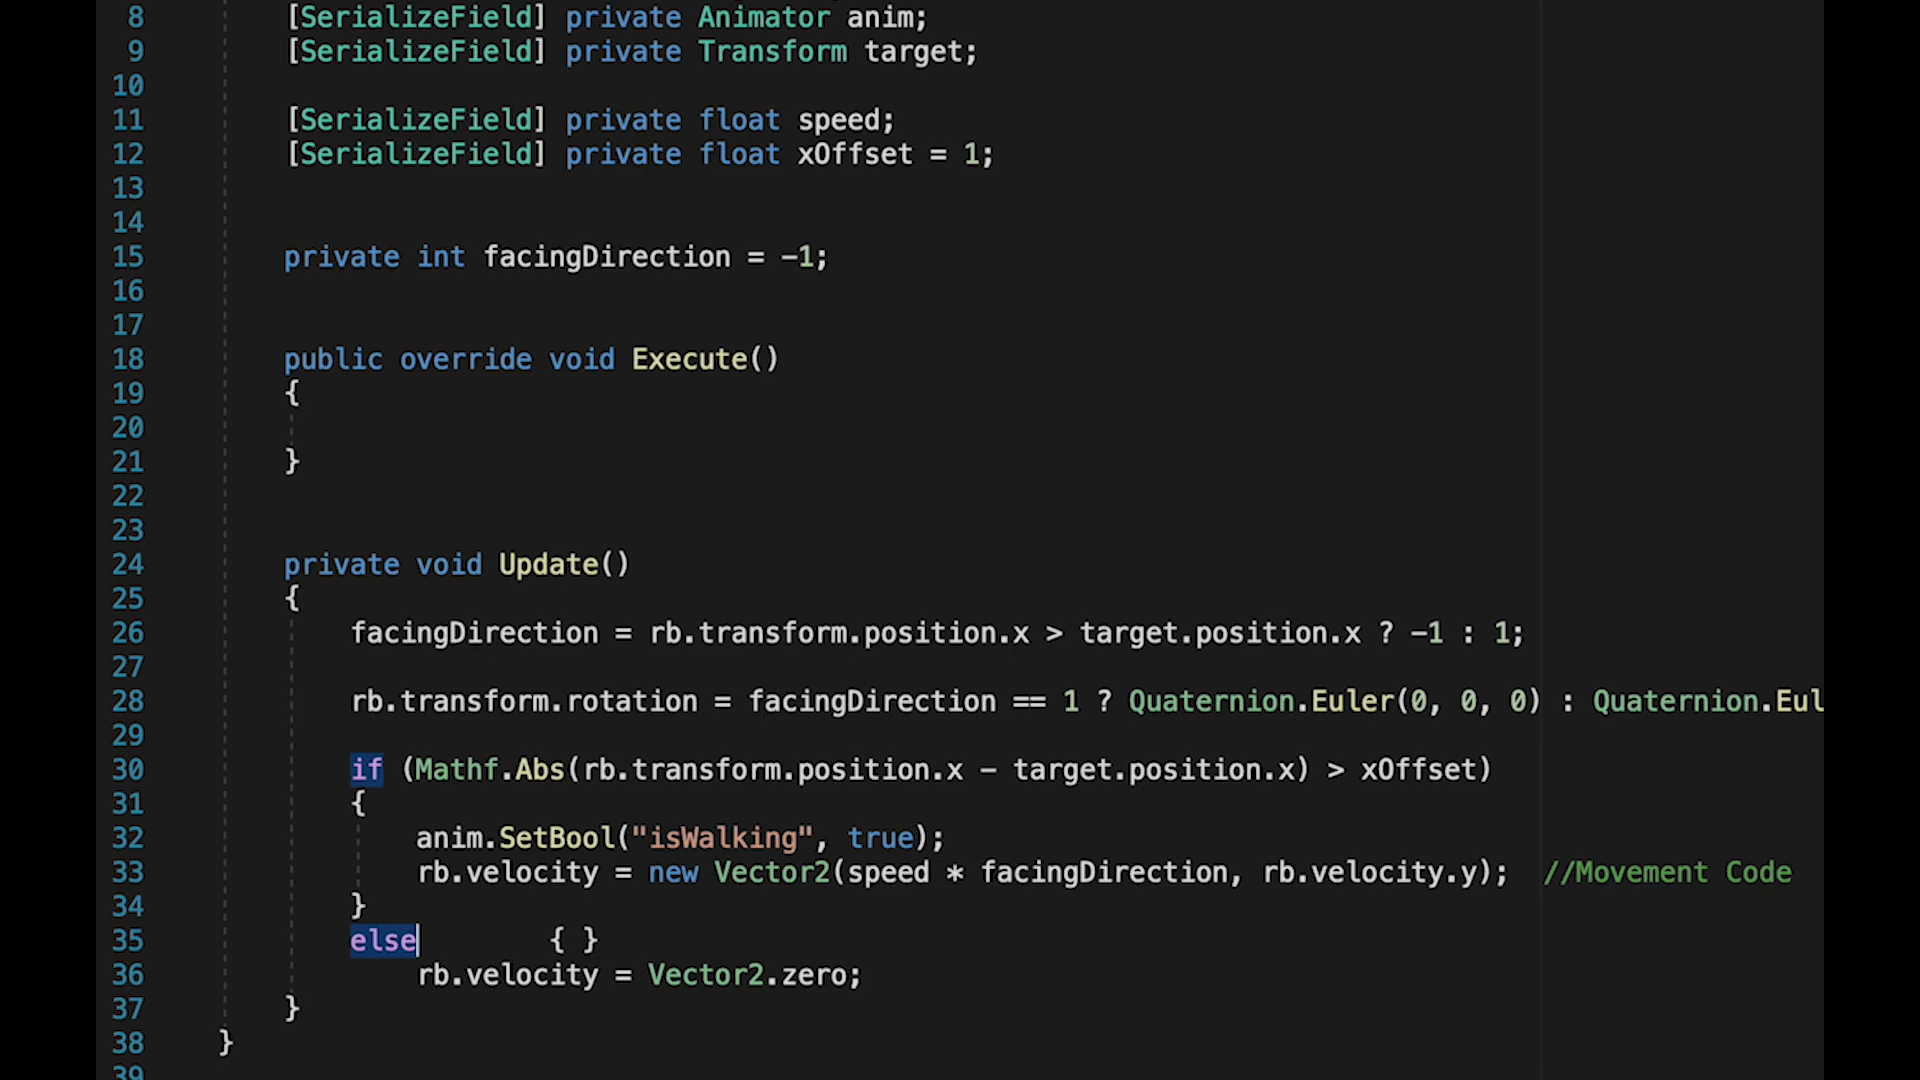 8 [SerializeField] private Animator anim;
9 [SerializeField] private Transform target;
10
11 [SerializeField] private float speed;
12 [SerializeField] private float xOffset = 1;
13
14
15 private int facingDirection = -1;
16
17
18 public override void Execute()
19 {
20
21 }
22
23
24 private void Update()
25 {
26 facingDirection = rb.transform.position.x > target.position.x ? -1 : 1;
27
28 rb.transform.rotation = facingDirection == 1 ? Quaternion.Euler(0, 0, 0) : Quaternion.Eul
29
30 if (Mathf.Abs(rb.transform.position.x - target.position.x) > xOffset)
31 {
32 anim.SetBool("isWalking", true);
33 rb.velocity = new Vector2(speed * facingDirection, rb.velocity.y); //Movement Code
34 }
35 else { }
36 rb.velocity = Vector2.zero;
37 }
38 }
39